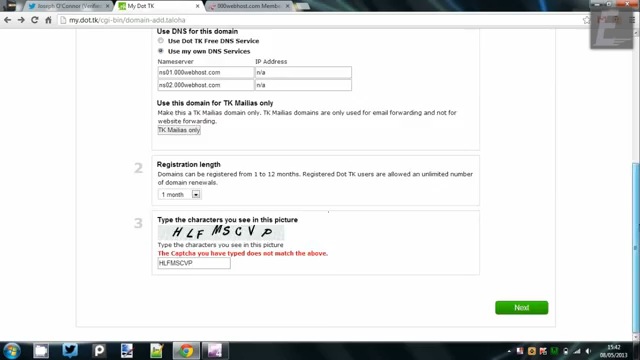 Joseph O'Connor (Verifwe
My Dot TK
000webhost.com Memb
my.dot.tk/cgi-bin/domain-add.taloha
Use DNS for this domain
Use Dot TK Free DNS Service
Use my own DNS Services
Nameserver IP Address
ns01.000webhost.com n/a
ns02.000webhost.com n/a
Use this domain for TK Mailias only
Make this a TK Mailias domain only. TK Mailias domains are only used for email forwarding and not for
website forwarding.
TK Mailias only
2
Registration length
Domains can be registered from 1 to 12 months. Registered Dot TK users are allowed an unlimited number
of domain renewals.
1 month
3
Type the characters you see in this picture
HLFMSCVP
Type the characters you see in this picture
The Captcha you have typed does not match the above.
HLFMSCVP
Next
15:42
08/05/2013